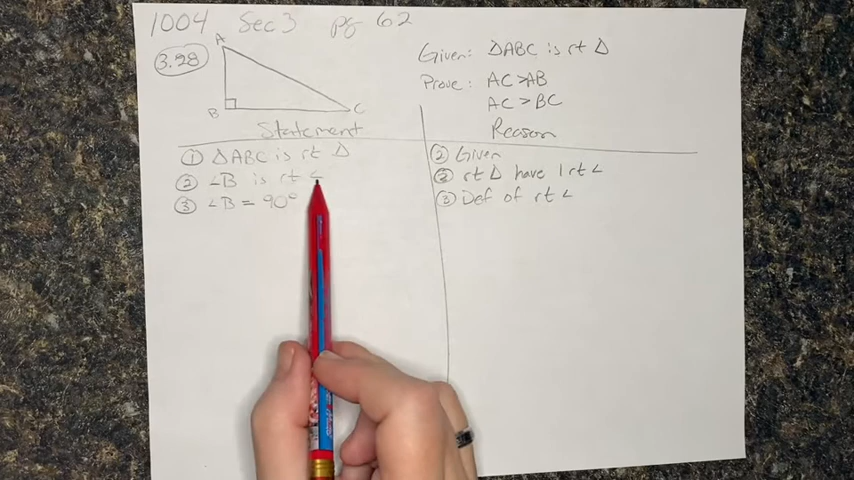 1004 Sec 3 pg 62
3.28
A
B
C
Given: △ABC is rt △
Prove: AC > AB
AC > BC
Statement
Reason
① △ABC is rt △
② Given
② ∠B is rt ∠
② rt △ have 1 rt ∠
③ ∠B = 90°
③ Def of rt ∠